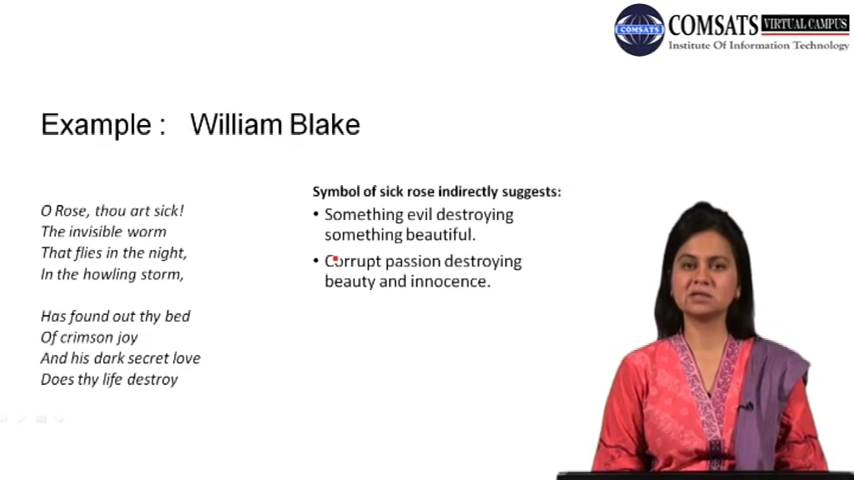 COMSATS
COMSATS VIRTUAL CAMPUS
Institute Of Information Technology
Example : William Blake
O Rose, thou art sick!
The invisible worm
That flies in the night,
In the howling storm,
Has found out thy bed
Of crimson joy
And his dark secret love
Does thy life destroy
Symbol of sick rose indirectly suggests:
• Something evil destroying
something beautiful.
• Corrupt passion destroying
beauty and innocence.